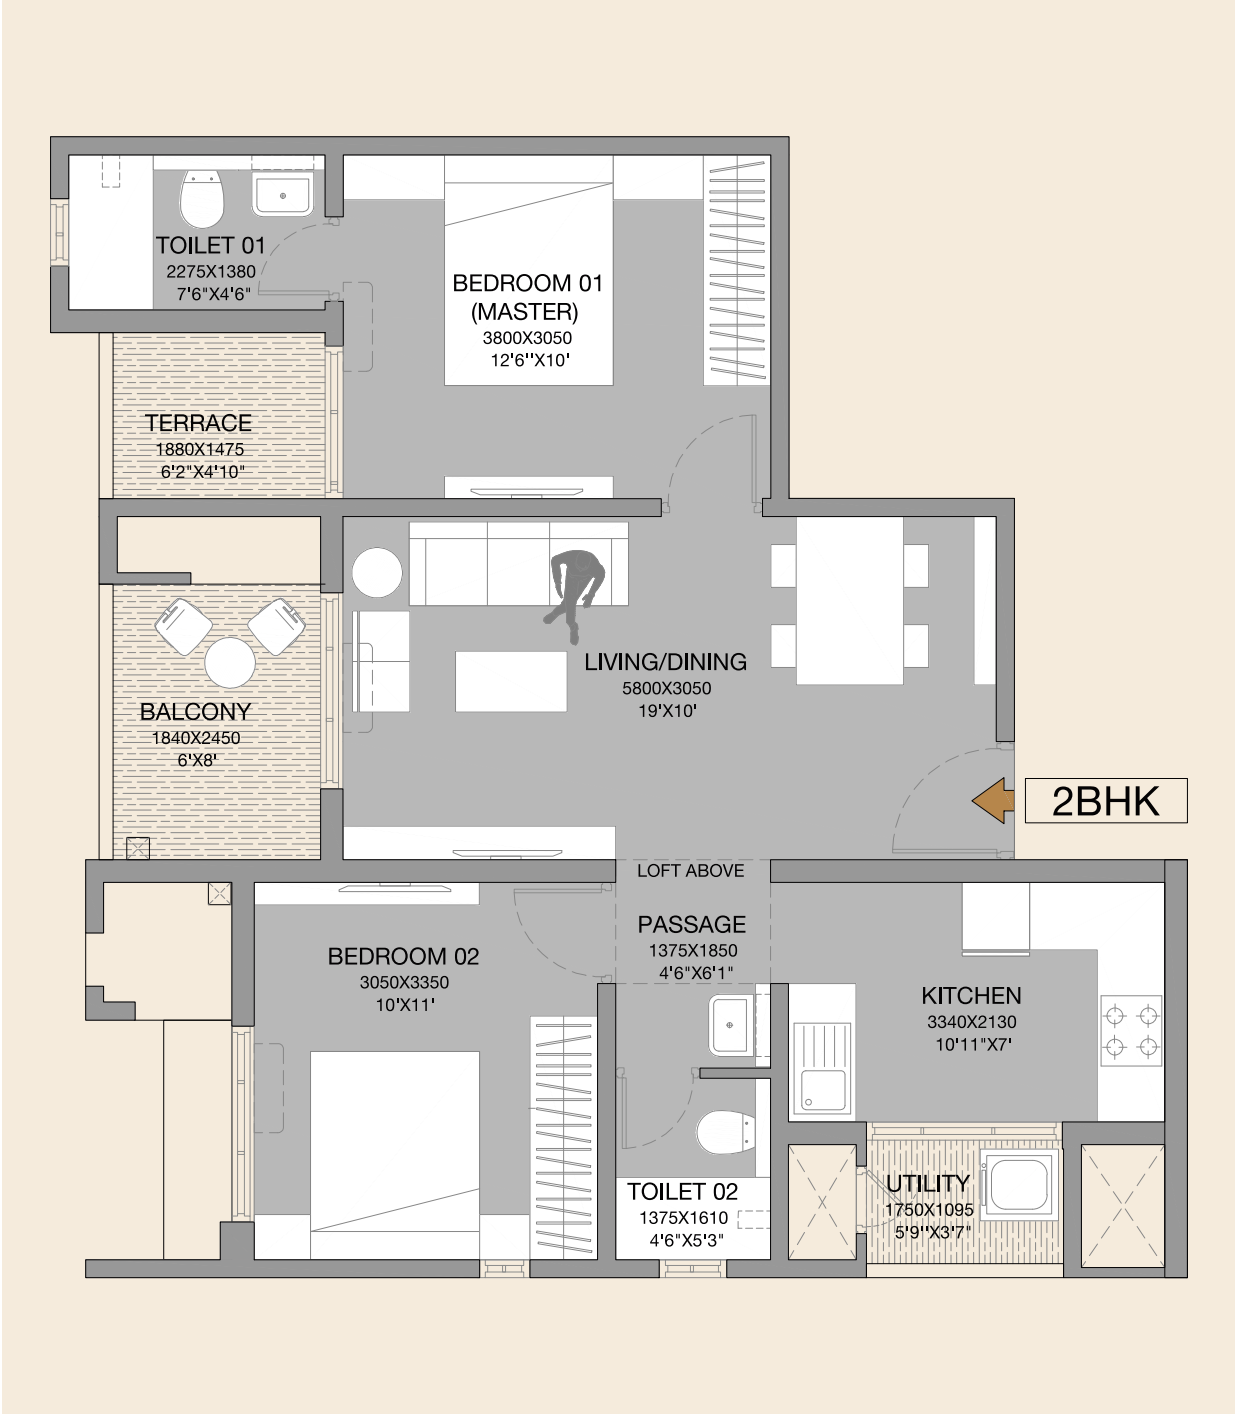 TOILET 01
2275X1380
7'6"X4'6"
BEDROOM 01
(MASTER)
3800X3050
12'6''X10'
TERRACE
1880X1475
6'2"X4'10"
LIVING/DINING
5800X3050
19'X10'
BALCONY
1840X2450
6'X8'
2BHK
LOFT ABOVE
PASSAGE
1375X1850
4'6"X6'1"
BEDROOM 02
3050X3350
10'X11'
KITCHEN
3340X2130
10'11"X7'
TOILET 02
1375X1610
4'6"X5'3"
UTILITY
1750X1095
5'9''X3'7"